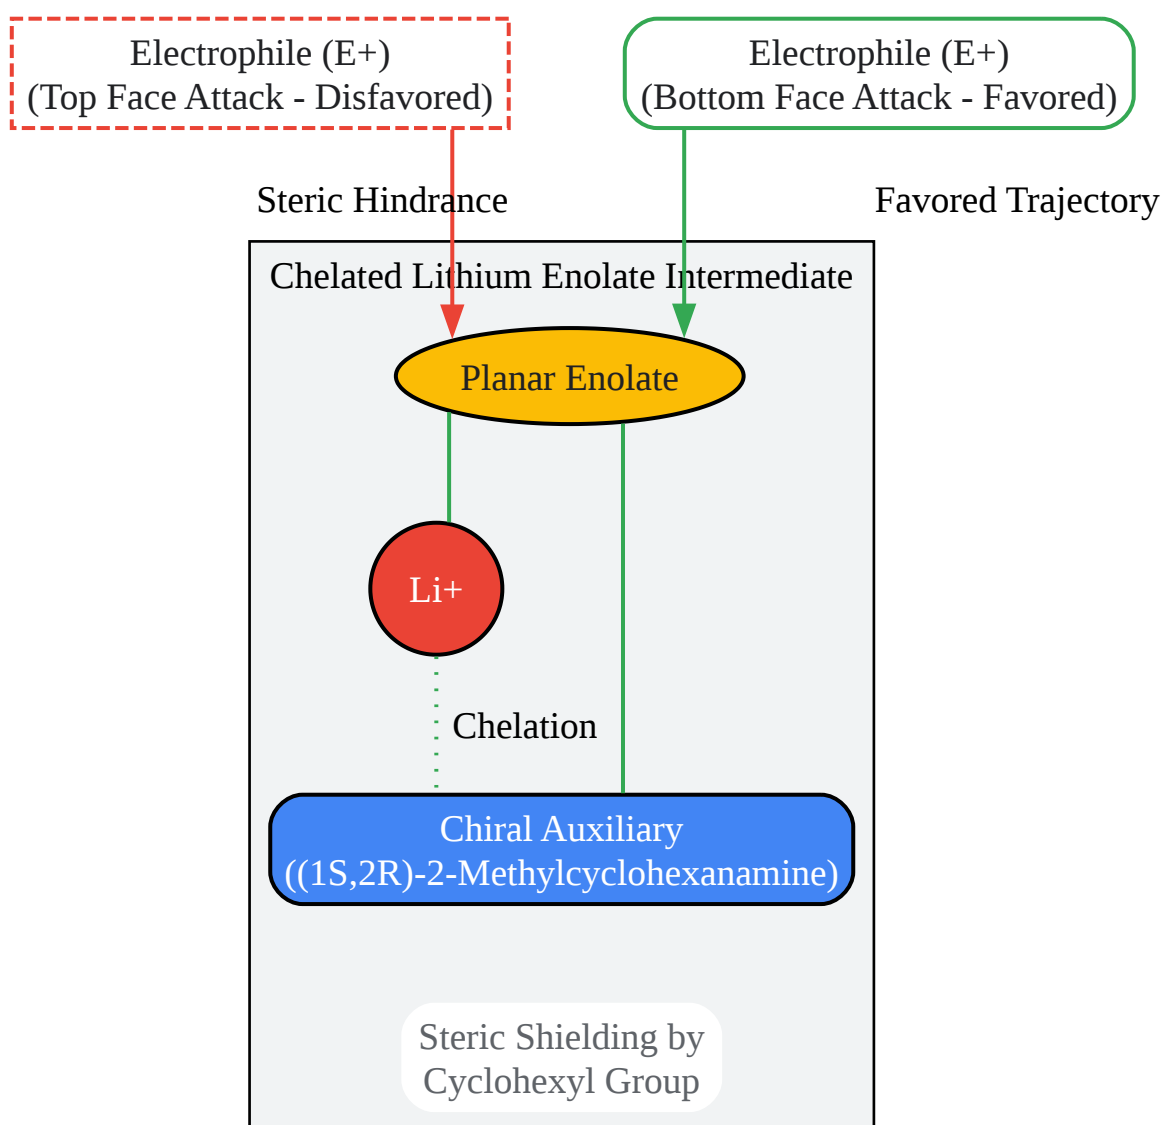 Electrophile (E+)
(Top Face Attack - Disfavored)
Electrophile (E+)
(Bottom Face Attack - Favored)
Steric Hindrance
Favored Trajectory
Chelated Lithium Enolate Intermediate
Planar Enolate
Li+
Chelation
Chiral Auxiliary
((1S,2R)-2-Methylcyclohexanamine)
Steric Shielding by
Cyclohexyl Group